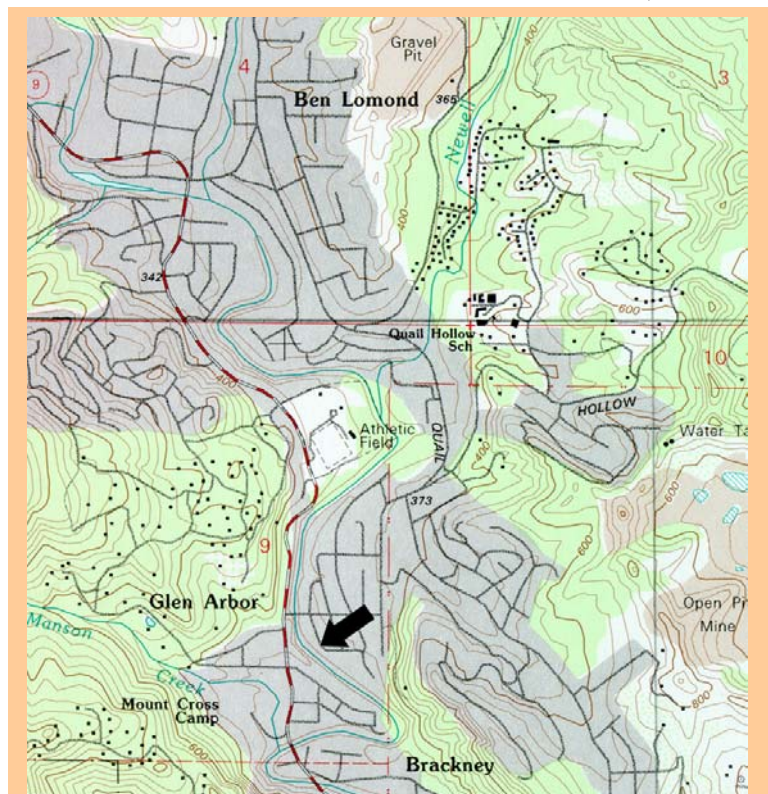 Gravel
Pit
400
3
9
4
Ben Lomond
365
Newell
400
342
600
Quail Hollow
Sch
10
400
HOLLOW
Athletic
Field
QUAIL
400
Water Ta
373
600
600
9
Glen Arbor
Open
Mine
Manson
Creek
Mount Cross
Camp
800
600
Brackney